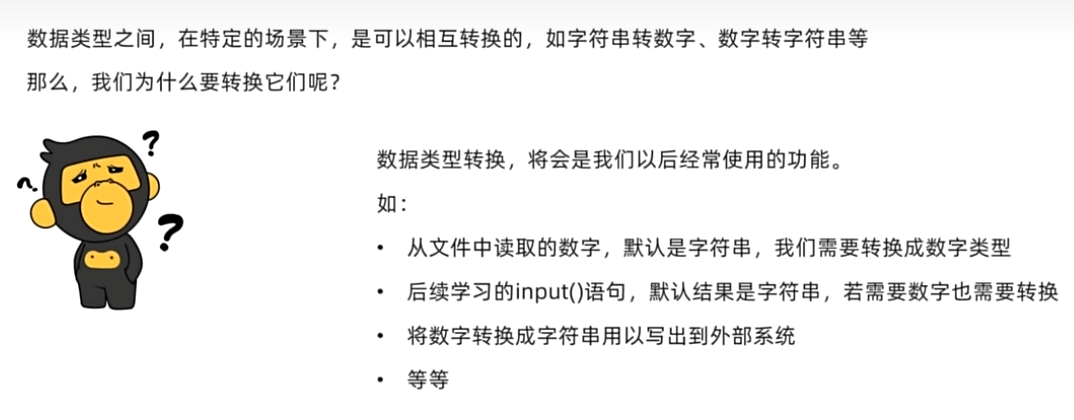 数据类型之间，在特定的场景下，是可以相互转换的，如字符串转数字、数字转字符串等
那么，我们为什么要转换它们呢？
? ? ?
数据类型转换，将会是我们以后经常使用的功能。
如：
• 从文件中读取的数字，默认是字符串，我们需要转换成数字类型
• 后续学习的input()语句，默认结果是字符串，若需要数字也需要转换
• 将数字转换成字符串用以写出到外部系统
• 等等